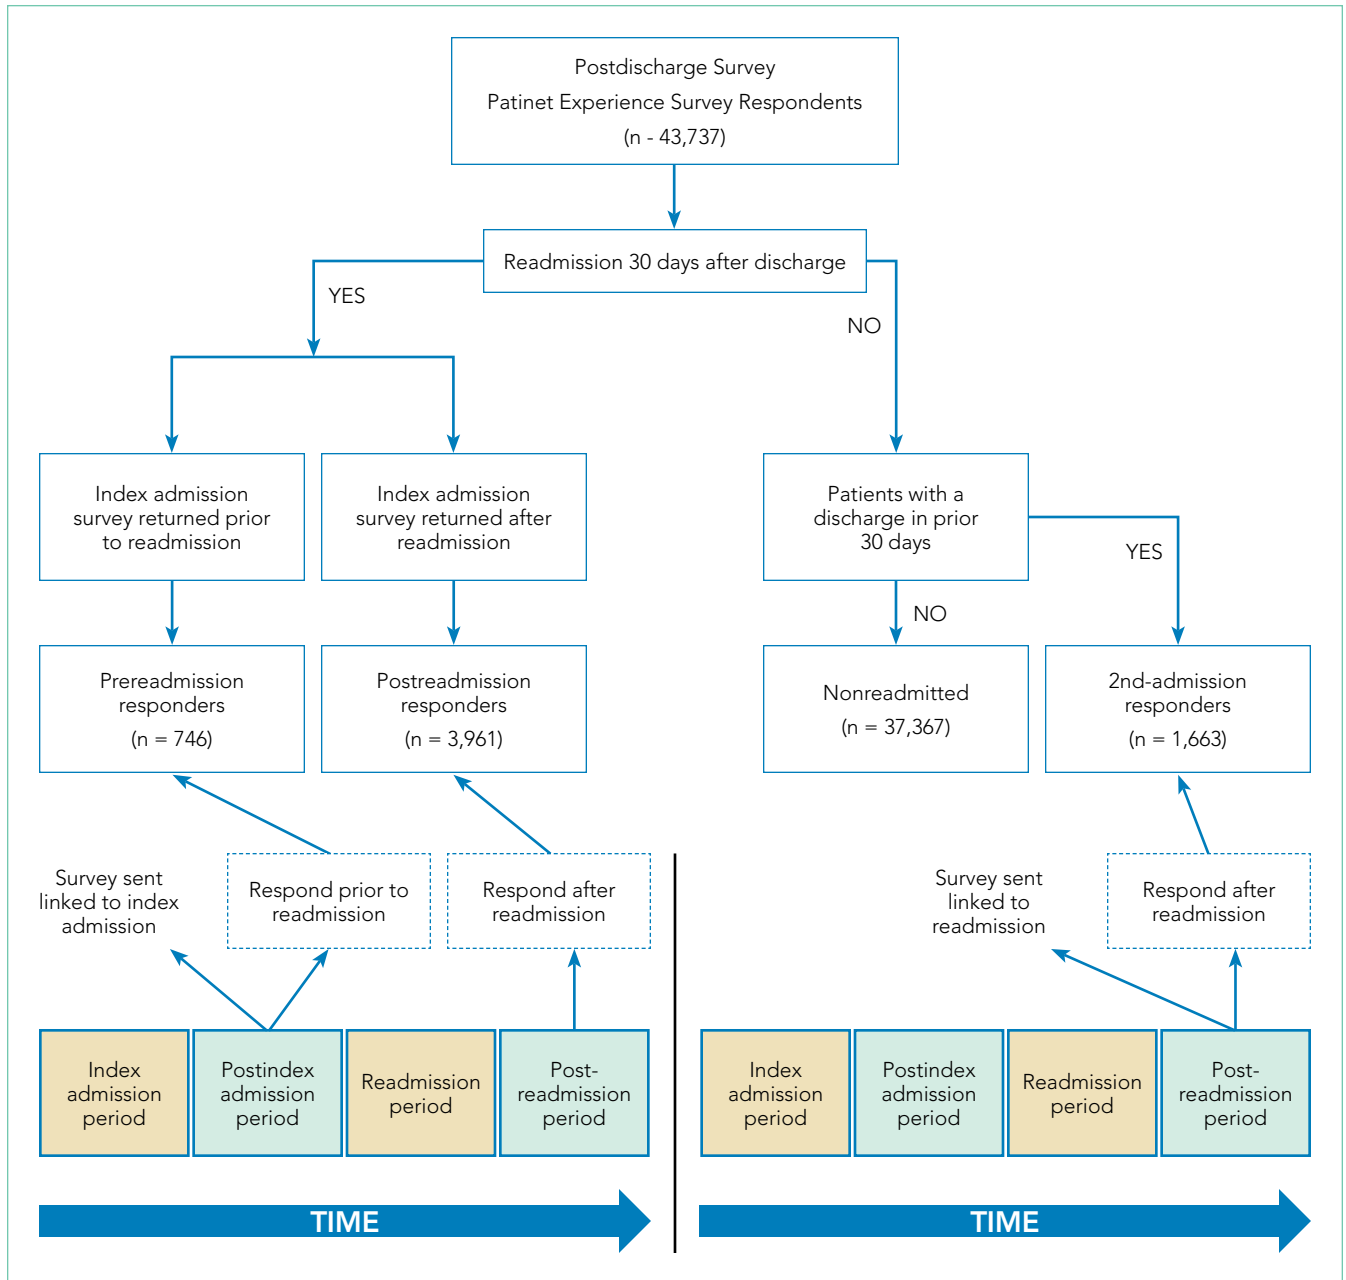 Postdischarge Survey
Patinet Experience Survey Respondents
(n - 43,737)
Readmission 30 days after discharge
YES
NO
Index admission
survey returned prior
to readmission
Index admission
survey returned after
readmission
Patients with a
discharge in prior
30 days
YES
NO
Prereadmission
responders
(n = 746)
Postreadmission
responders
(n = 3,961)
Nonreadmitted
(n = 37,367)
2nd-admission
responders
(n = 1,663)
Survey sent
linked to index
admission
Respond prior to
readmission
Respond after
readmission
Survey sent
linked to
readmission
Respond after
readmission
Index
admission
period
Postindex
admission
period
Readmission
period
Post-
readmission
period
Index
admission
period
Postindex
admission
period
Readmission
period
Post-
readmission
period
TIME
TIME